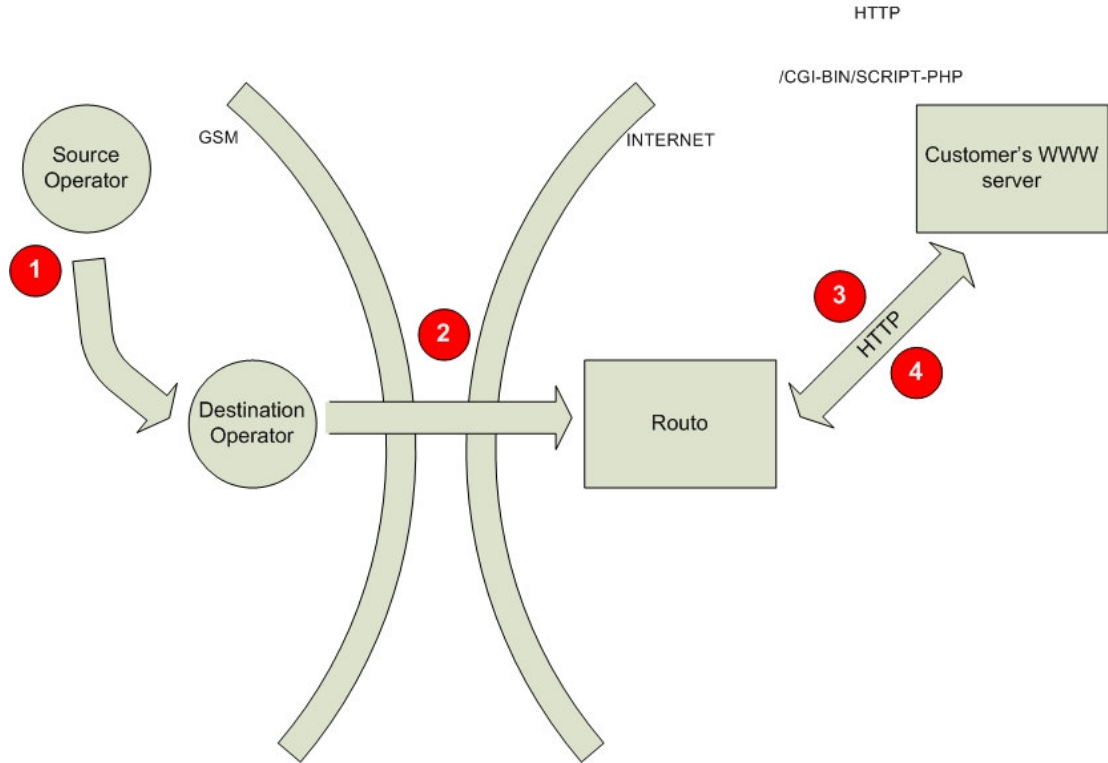 HTTP
/CGI-BIN/SCRIPT-PHP
GSM
INTERNET
Source
Operator
Customer's WWW
server
1
2
3
HTTP
4
Destination
Operator
Routo